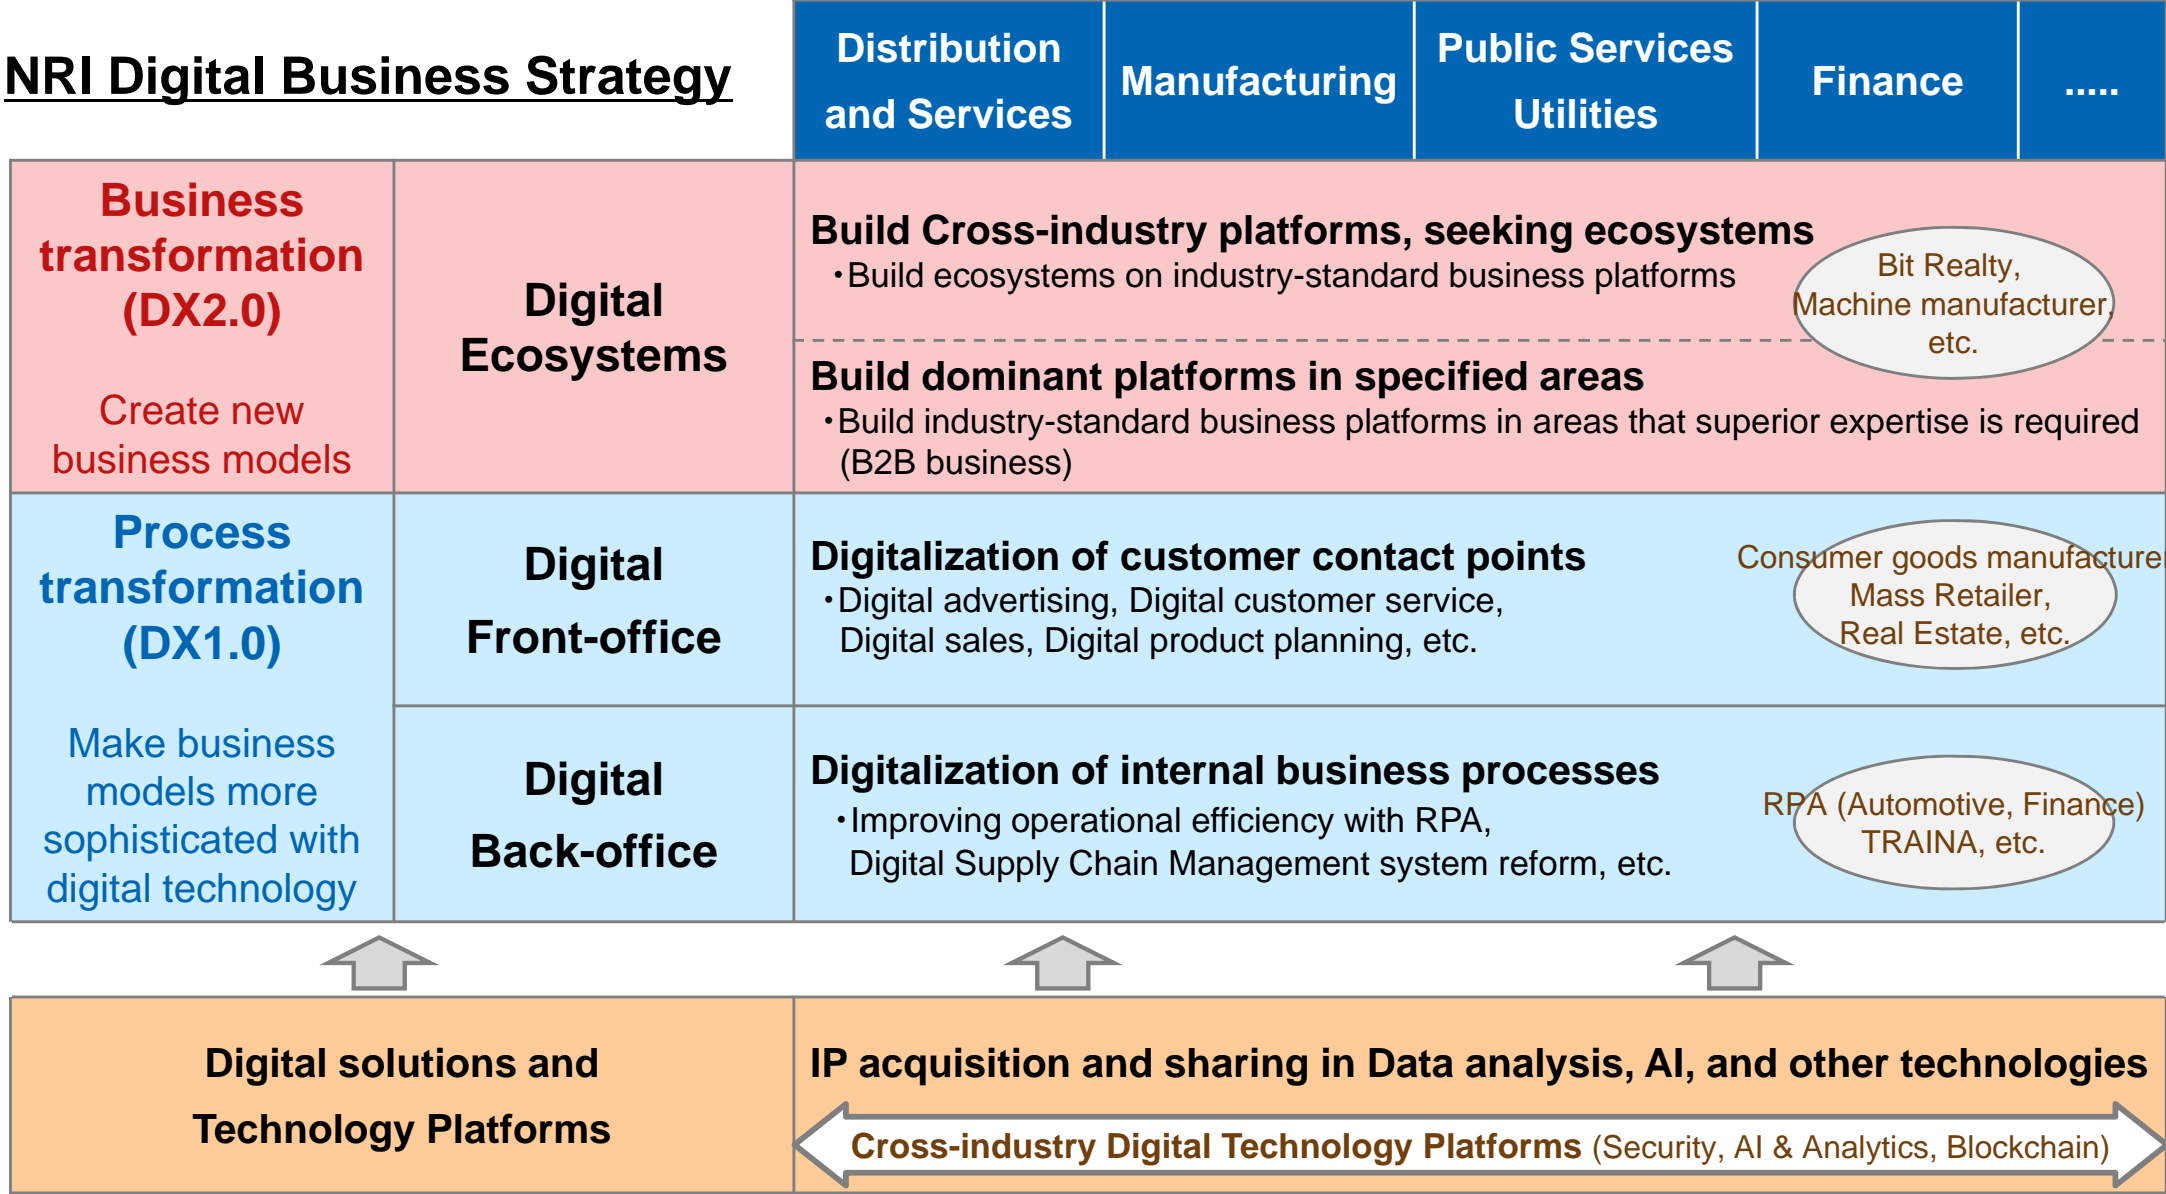 NRI Digital Business Strategy
Distribution
and Services
Manufacturing
Public Services
Utilities
Finance
.....
Business
transformation
(DX2.0)
Create new
business models
Digital
Ecosystems
Build Cross-industry platforms, seeking ecosystems
・Build ecosystems on industry-standard business platforms
Bit Realty,
Machine manufacturer,
etc.
Build dominant platforms in specified areas
・Build industry-standard business platforms in areas that superior expertise is required
(B2B business)
Process
transformation
(DX1.0)
Make business
models more
sophisticated with
digital technology
Digital
Front-office
Digitalization of customer contact points
・Digital advertising, Digital customer service,
Digital sales, Digital product planning, etc.
Consumer goods manufacturer
Mass Retailer,
Real Estate, etc.
Digital
Back-office
Digitalization of internal business processes
・Improving operational efficiency with RPA,
Digital Supply Chain Management system reform, etc.
RPA (Automotive, Finance)
TRAINA, etc.
Digital solutions and
Technology Platforms
IP acquisition and sharing in Data analysis, AI, and other technologies
Cross-industry Digital Technology Platforms (Security, AI & Analytics, Blockchain)